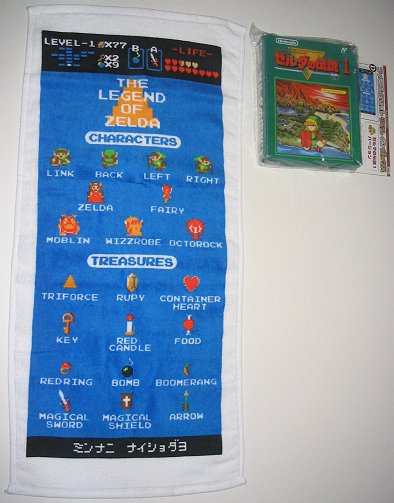 LEVEL-1 X77
X2
X9
B A
-LIFE-
THE
LEGEND
OF
ZELDA
CHARACTERS
LINK BACK LEFT RIGHT
ZELDA FAIRY
MOBLIN WIZZROBE OCTOROCK
TREASURES
TRIFORCE RUPY CONTAINER HEART
KEY RED CANDLE FOOD
RED RING BOMB BOOMERANG
MAGICAL SWORD MAGICAL SHIELD ARROW
ミンナニ ナイショダヨ
Nintendo
ゼルダの伝説 1